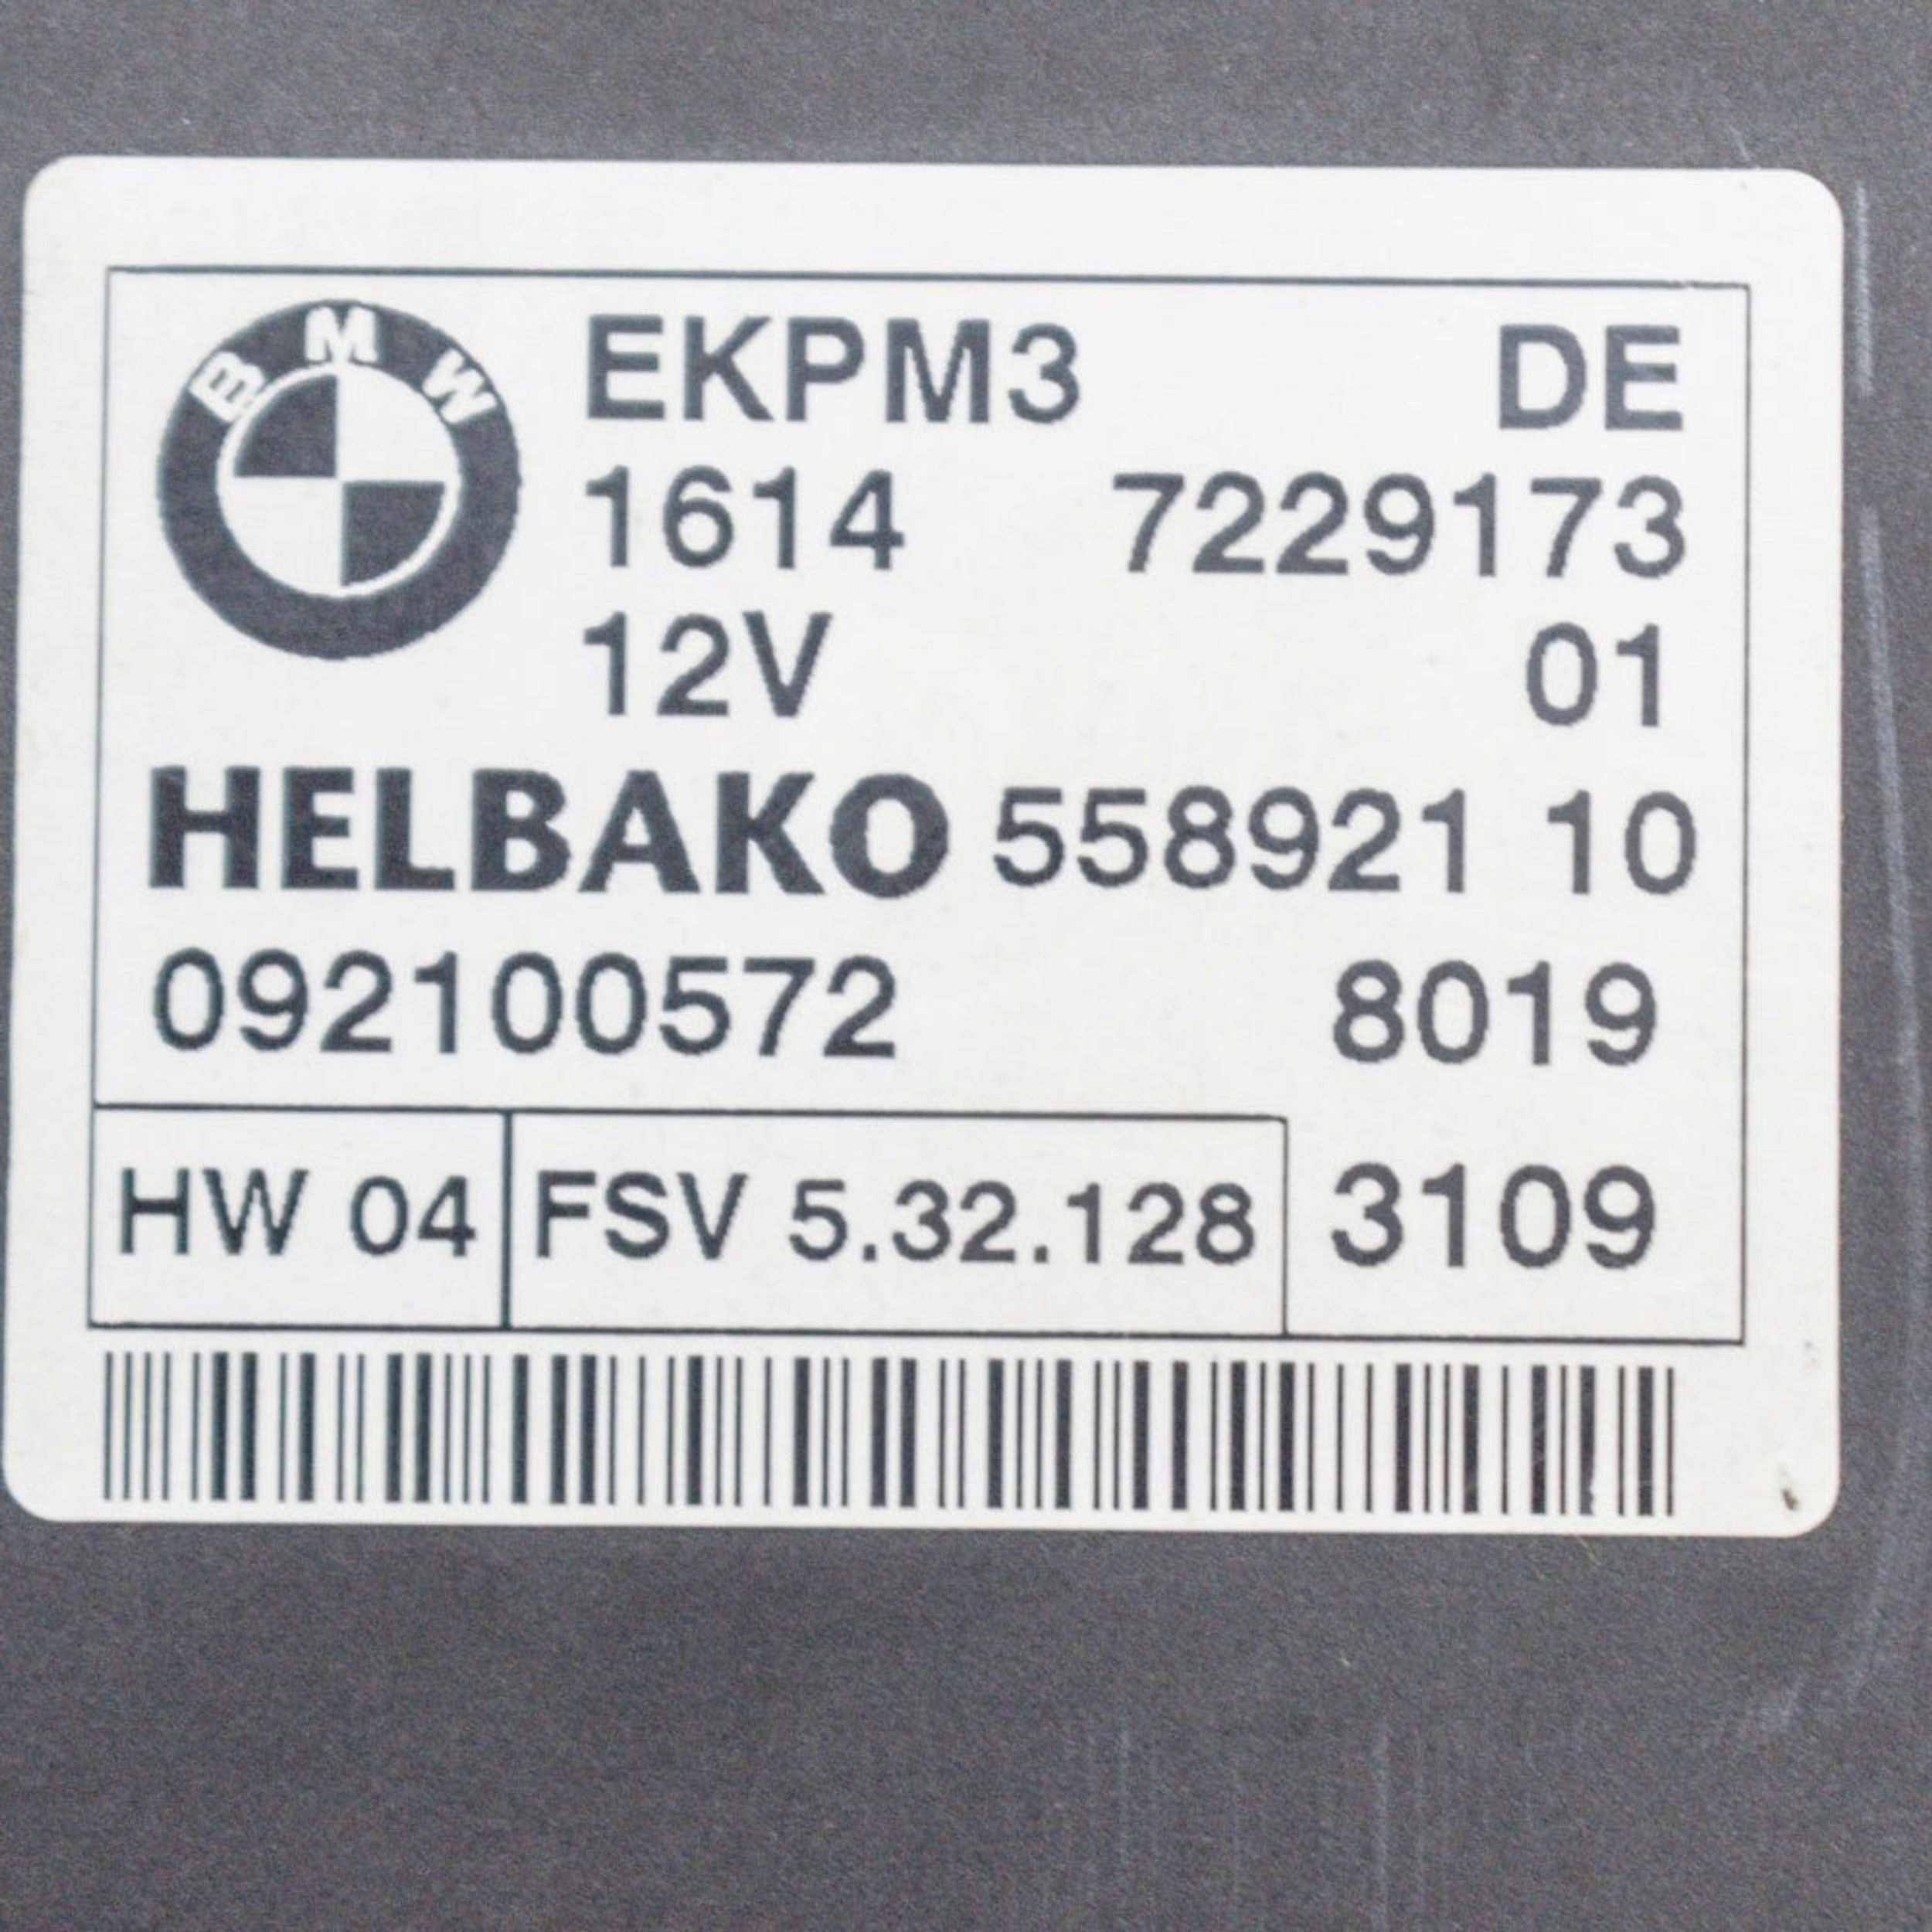 BMW
EKPM3 DE
1614 7229173
12V 01
HELBAKO 558921 10
092100572 8019
HW 04 FSV 5.32.128 3109